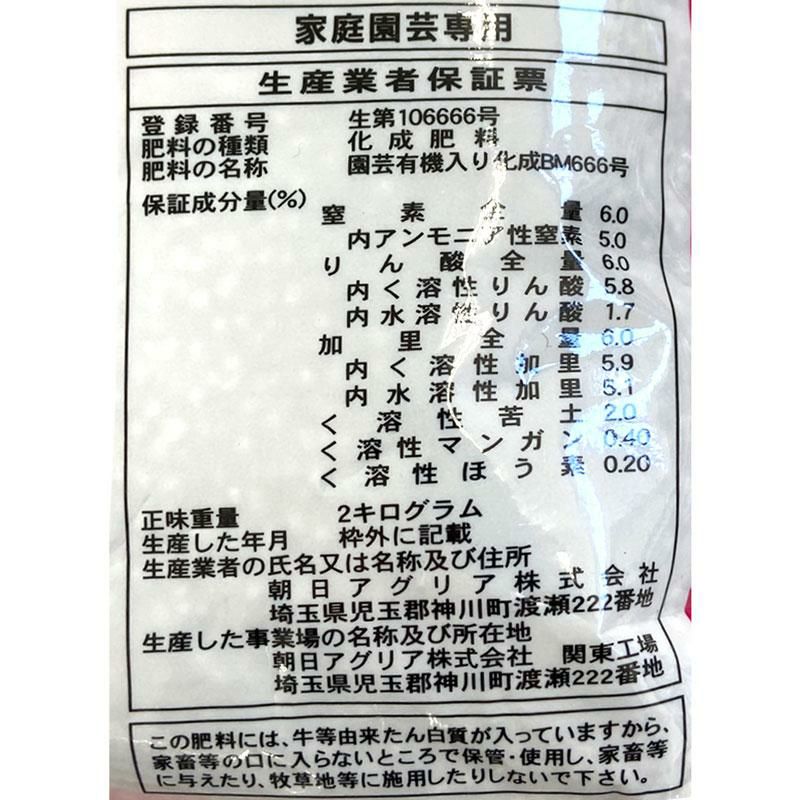 家庭園芸専用
生産業者保証票
登録番号 生第106666号
肥料の種類 化成肥料
肥料の名称 園芸有機入り化成BM666号
保証成分量(%)
窒素全量 6.0
内アンモニア性窒素 5.0
りん酸全量 6.0
内く溶性りん酸 5.8
内水溶性りん酸 1.7
加里全量 6.0
内く溶性加里 5.9
内水溶性加里 5.1
く溶性苦土 2.0
く溶性マンガン 0.40
く溶性ほう素 0.20
正味重量 2キログラム
生産した年月 枠外に記載
生産業者の氏名又は名称及び住所
朝日アグリア株式会社
埼玉県児玉郡神川町渡瀬222番地
生産した事業場の名称及び所在地
朝日アグリア株式会社 関東工場
埼玉県児玉郡神川町渡瀬222番地
この肥料には、牛等由来たん白質が入っていますから、
家畜等の口に入らないところで保管・使用し、家畜等
に与えたり、牧草地等に施用したりしないで下さい。